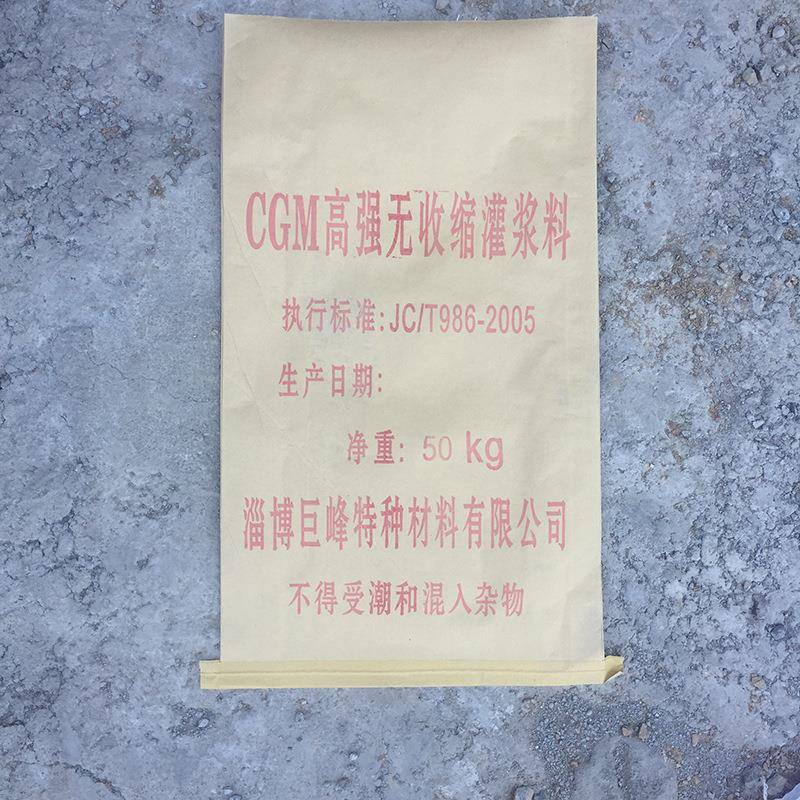 CGM高强无收缩灌浆料
执行标准:JC/T986-2005
生产日期:
净重: 50 kg
淄博巨峰特种材料有限公司
不得受潮和混入杂物